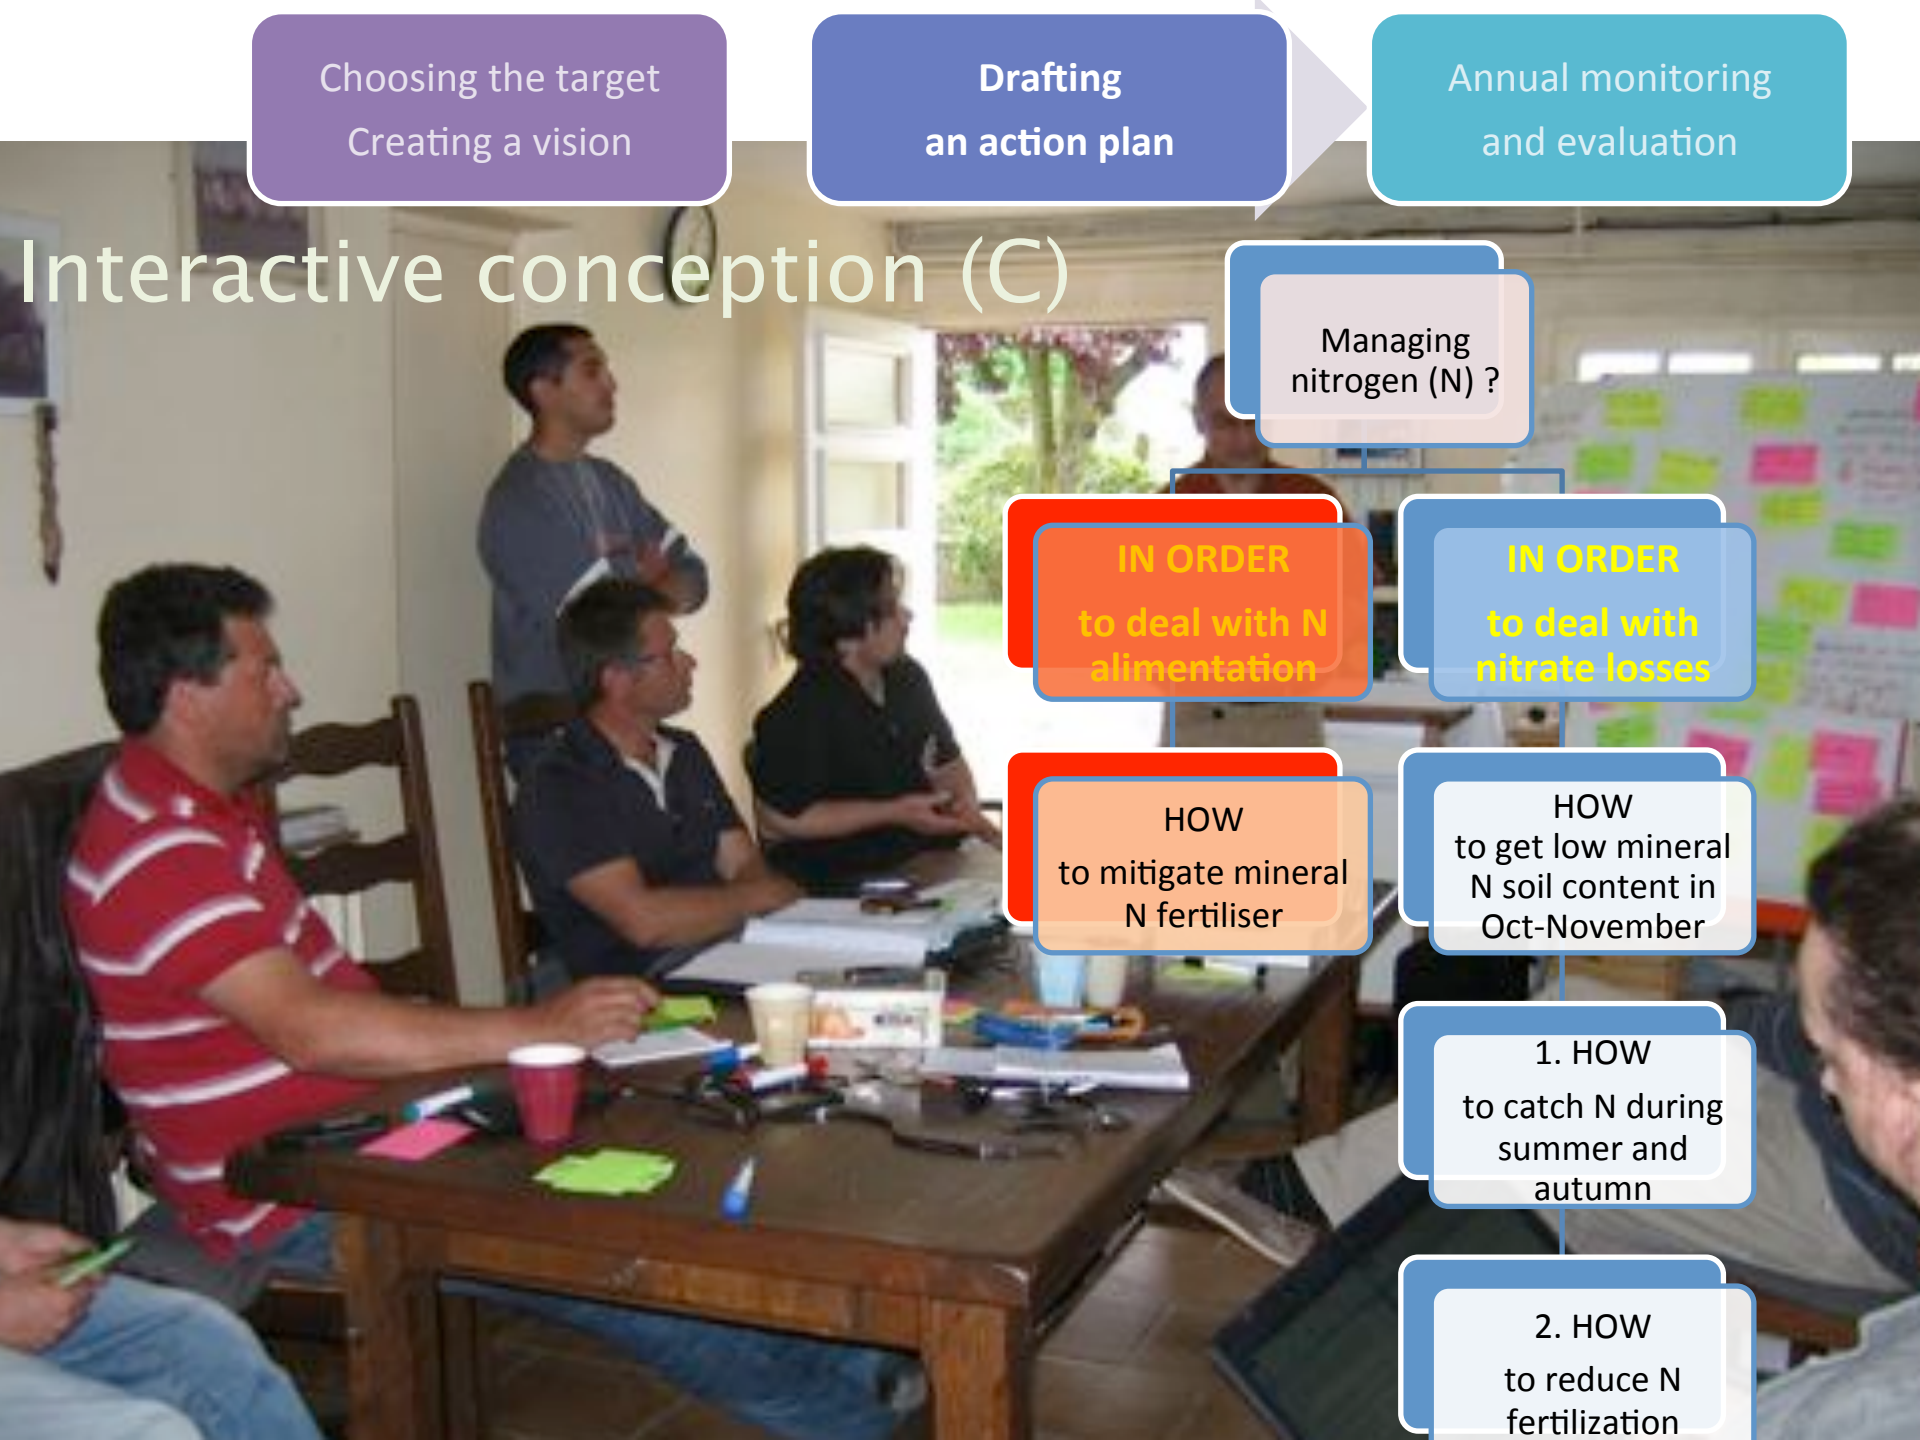 Choosing the target
Creating a vision
Drafting
an action plan
Annual monitoring
and evaluation
Interactive conception (C)
Managing
nitrogen (N) ?
IN ORDER
to deal with N
alimentation
IN ORDER
to deal with
nitrate losses
HOW
to mitigate mineral
N fertiliser
HOW
to get low mineral
N soil content in
Oct-November
1. HOW
to catch N during
summer and
autumn
2. HOW
to reduce N
fertilization